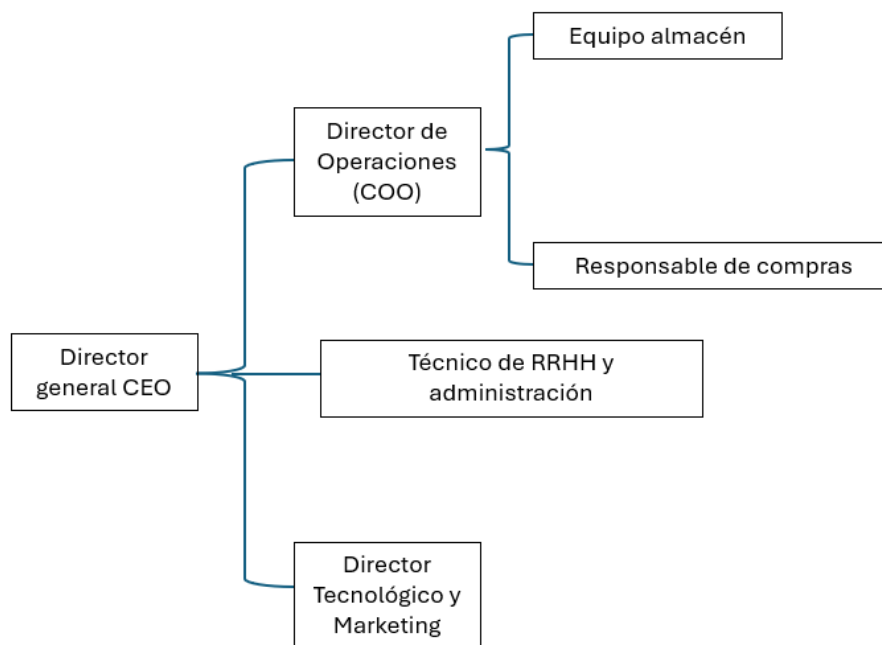 Equipo almacén
Director de
Operaciones
(COO)
Responsable de compras
Director
general CEO
Técnico de RRHH y
administración
Director
Tecnológico y
Marketing